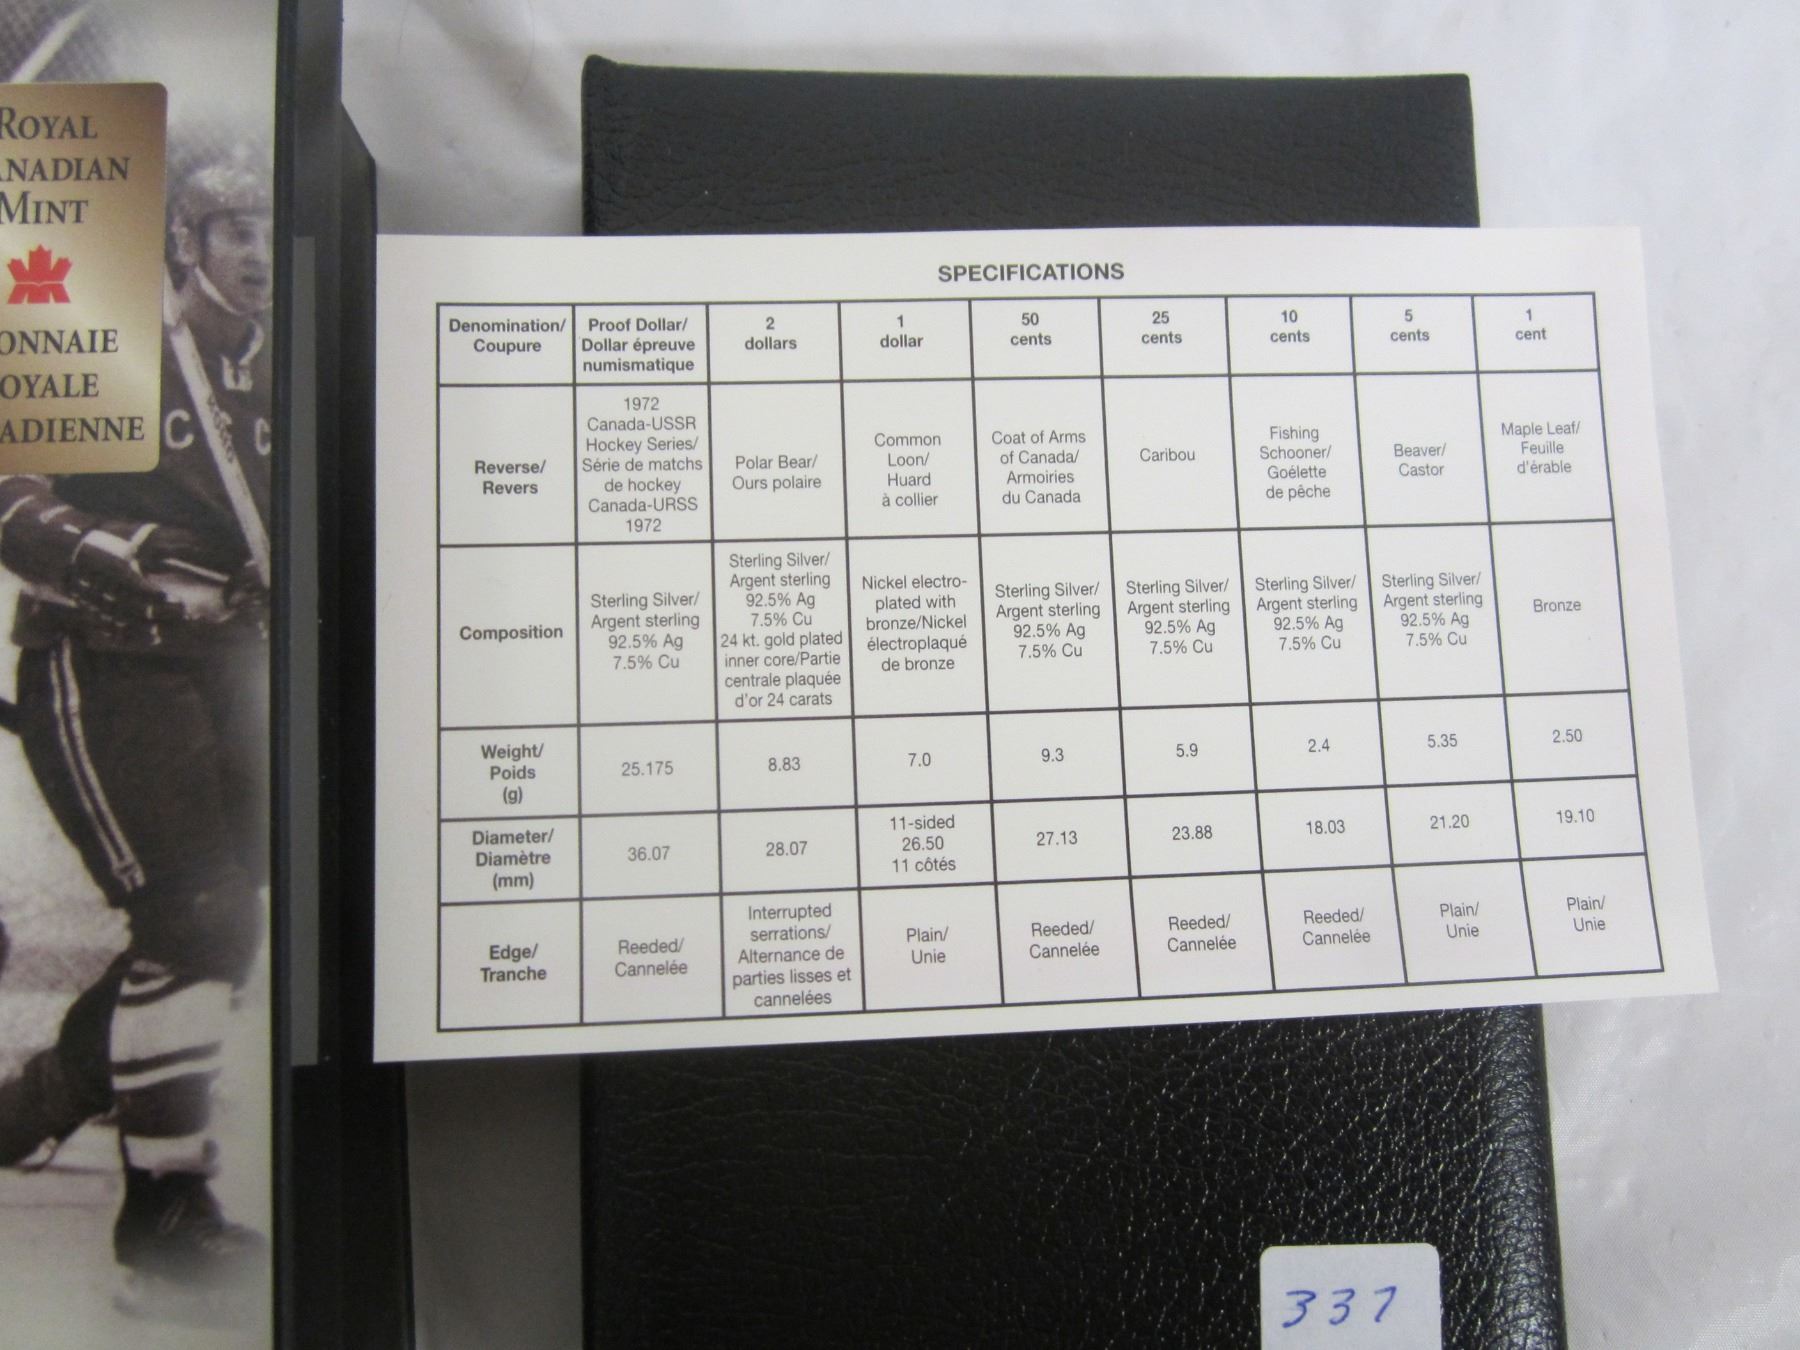 ROYAL
MINT
SPECIFICATIONS
Denomination/
Coupure
Proof Dollar/
Dollar épreuve
numismatique
2
dollars
1
dollar
50
cents
25
cents
10
cents
5
cents
1
cent
Reverse/
Revers
1972
Canada-USSR
Hockey Series/
Série de matchs
de hockey
Canada-URSS
1972
Polar Bear/
Ours polaire
Common
Loon/
Huard
à collier
Coat of Arms
of Canada/
Armoiries
du Canada
Caribou
Fishing
Schooner/
Goélette
de pêche
Beaver/
Castor
Maple Leaf/
Feuille
d'érable
Composition
Sterling Silver/
Argent sterling
92.5% Ag
7.5% Cu
Sterling Silver/
Argent sterling
92.5% Ag
7.5% Cu
24 kt. gold plated
inner core/Partie
centrale plaquée
d'or 24 carats
Nickel electro-
plated with
bronze/Nickel
électroplaqué
de bronze
Sterling Silver/
Argent sterling
92.5% Ag
7.5% Cu
Sterling Silver/
Argent sterling
92.5% Ag
7.5% Cu
Sterling Silver/
Argent sterling
92.5% Ag
7.5% Cu
Sterling Silver/
Argent sterling
92.5% Ag
7.5% Cu
Bronze
Weight/
Poids
(g)
25.175
8.83
7.0
9.3
5.9
2.4
5.35
2.50
Diameter/
Diamètre
(mm)
36.07
28.07
11-sided
26.50
11 côtés
27.13
23.88
18.03
21.20
19.10
Edge/
Tranche
Reeded/
Cannelée
Interrupted
serrations/
Alternance de
parties lisses et
cannelées
Plain/
Unie
Reeded/
Cannelée
Reeded/
Cannelée
Reeded/
Cannelée
Plain/
Unie
Plain/
Unie
337